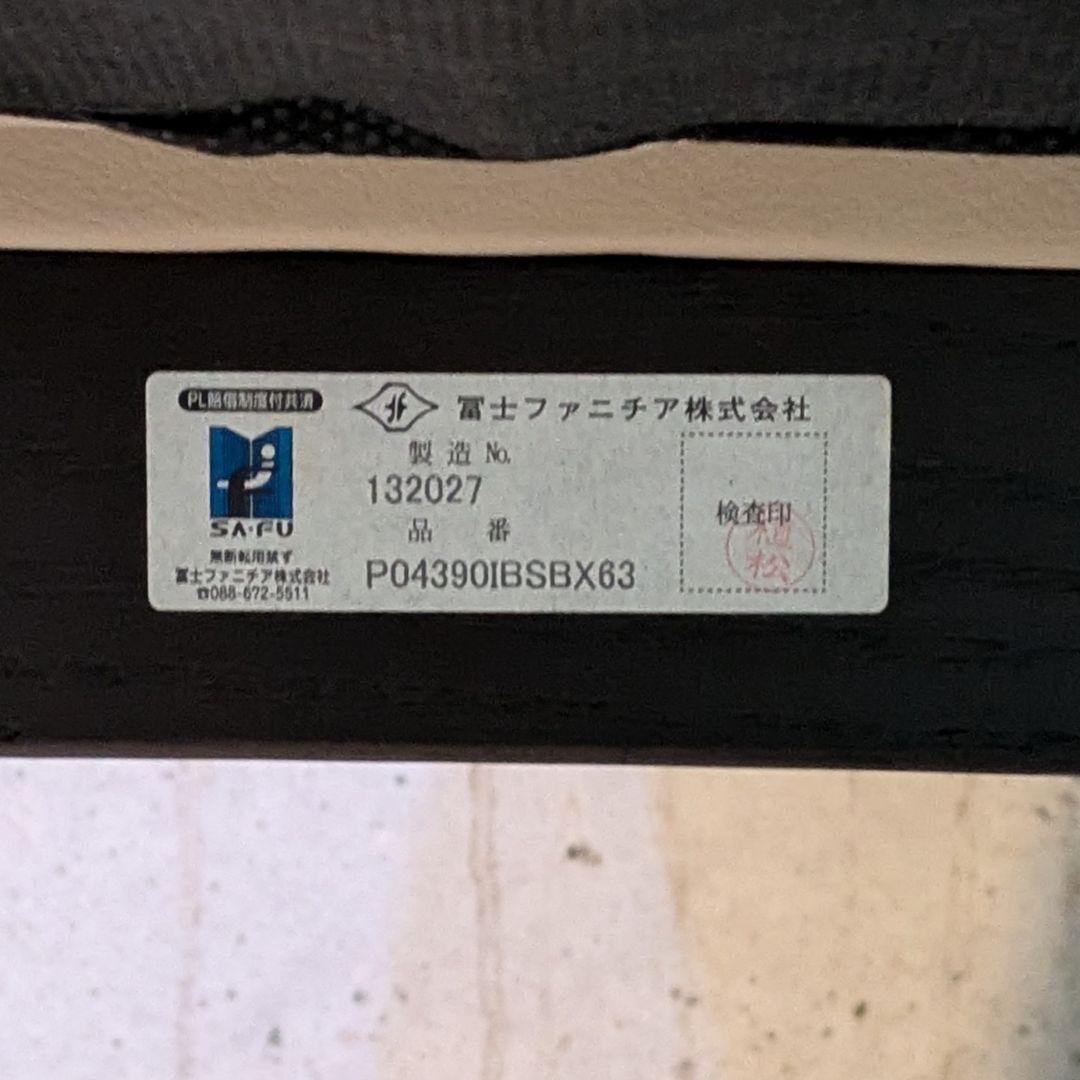 PL賠償制度付共済
SA・FU
無断転用禁ず
冨士ファニチア株式会社
☎088-672-5511
冨士ファニチア株式会社
製造 No.
132027
品番
P04390IBSBX63
検査印
植松